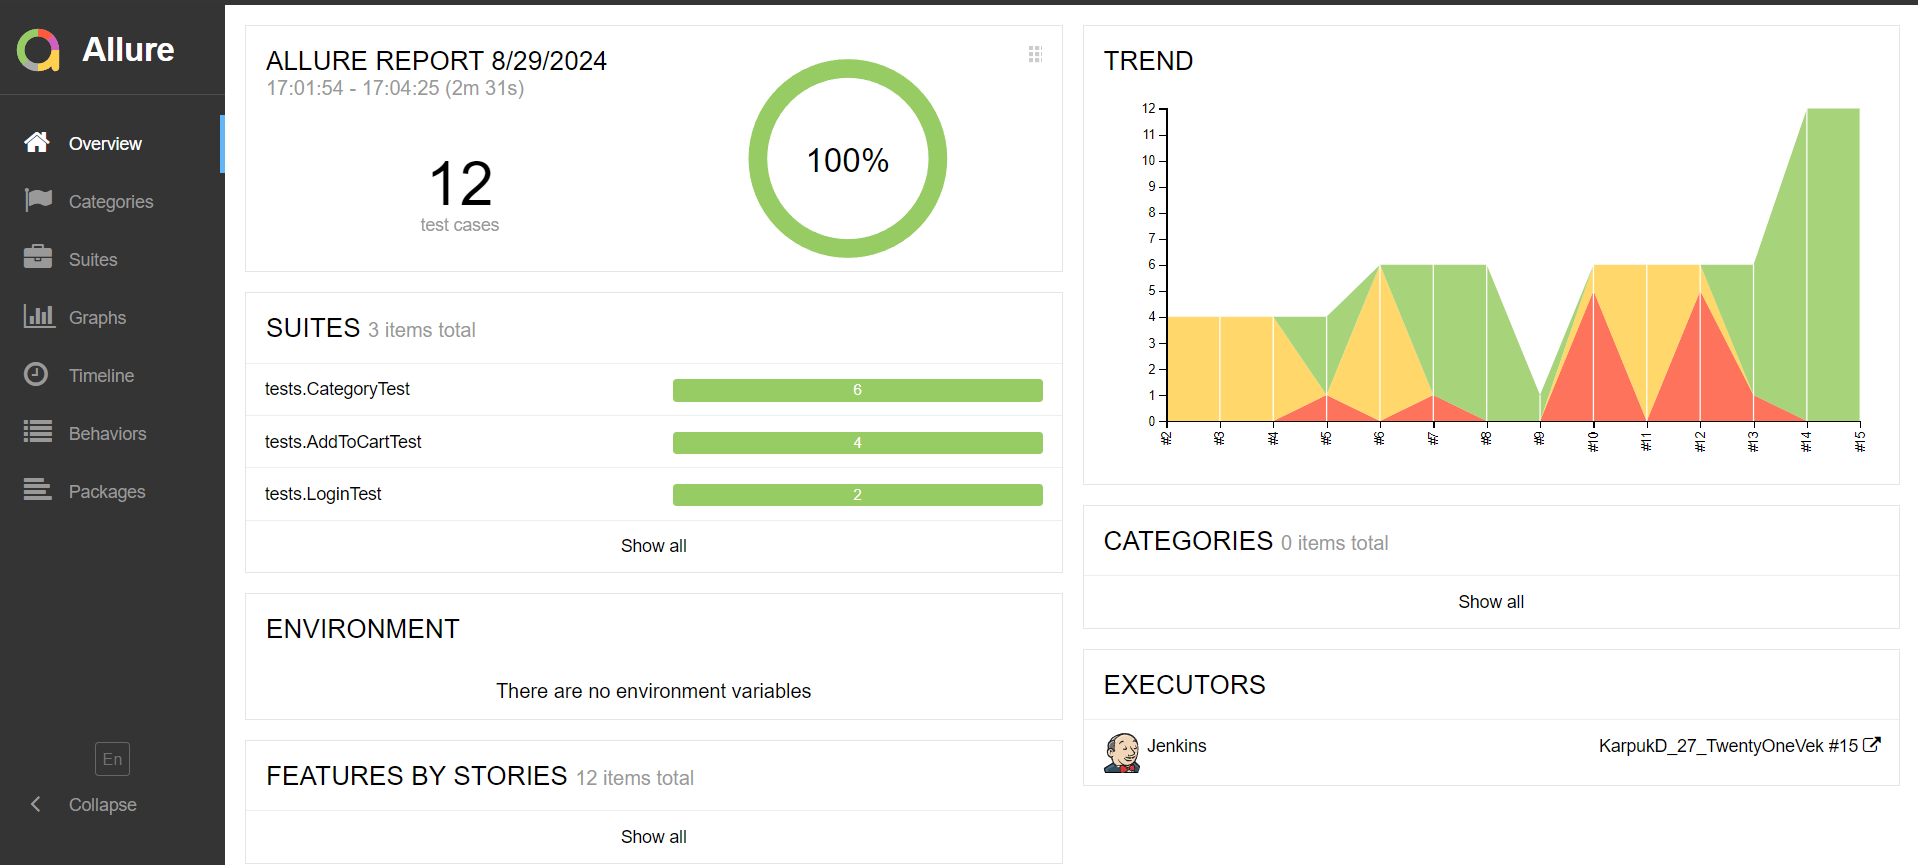 Allure
Overview
Categories
Suites
Graphs
Timeline
Behaviors
Packages
En
Collapse
ALLURE REPORT 8/29/2024
17:01:54 - 17:04:25 (2m 31s)
12
test cases
100%
SUITES 3 items total
tests.CategoryTest 6
tests.AddToCartTest 4
tests.LoginTest 2
Show all
ENVIRONMENT
There are no environment variables
FEATURES BY STORIES 12 items total
Show all
TREND
12
11
10
9
8
7
6
5
4
3
2
1
0
#2 #3 #4 #5 #6 #7 #8 #9 #10 #11 #12 #13 #14 #15
CATEGORIES 0 items total
Show all
EXECUTORS
Jenkins KarpukD_27_TwentyOneVek #15